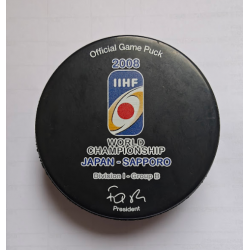 Official Game Puck
2008
IIHF
WORLD
CHAMPIONSHIP
JAPAN - SAPPORO
Division I - Group B
President